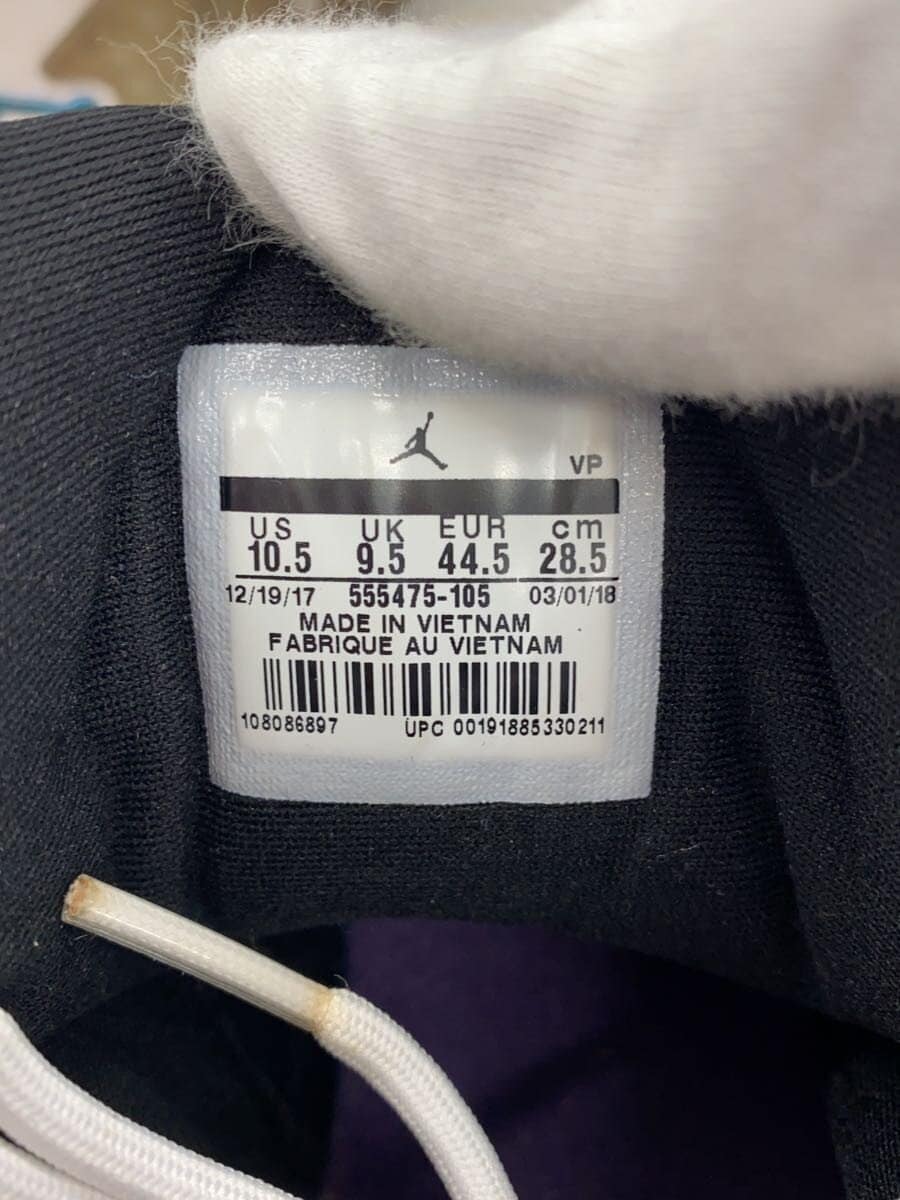 VP
US UK EUR cm
10.5 9.5 44.5 28.5
12/19/17 555475-105 03/01/18
MADE IN VIETNAM
FABRIQUE AU VIETNAM
108086897 UPC 00191885330211